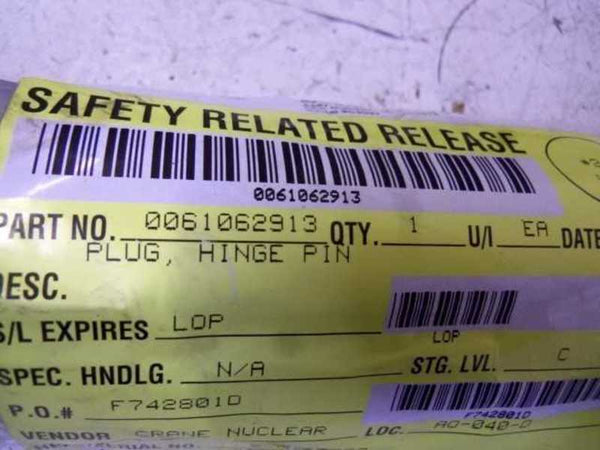 SAFETY RELATED RELEASE
0061062913
PART NO. 0061062913 QTY. 1 U/I EA DATE
PLUG, HINGE PIN
DESC.
S/L EXPIRES LOP
LOP
SPEC. HNDLG. N/A STG. LVL. C
P.O.# F742801D
F742801D
VENDOR CRANE NUCLEAR LOC. AO-040-D